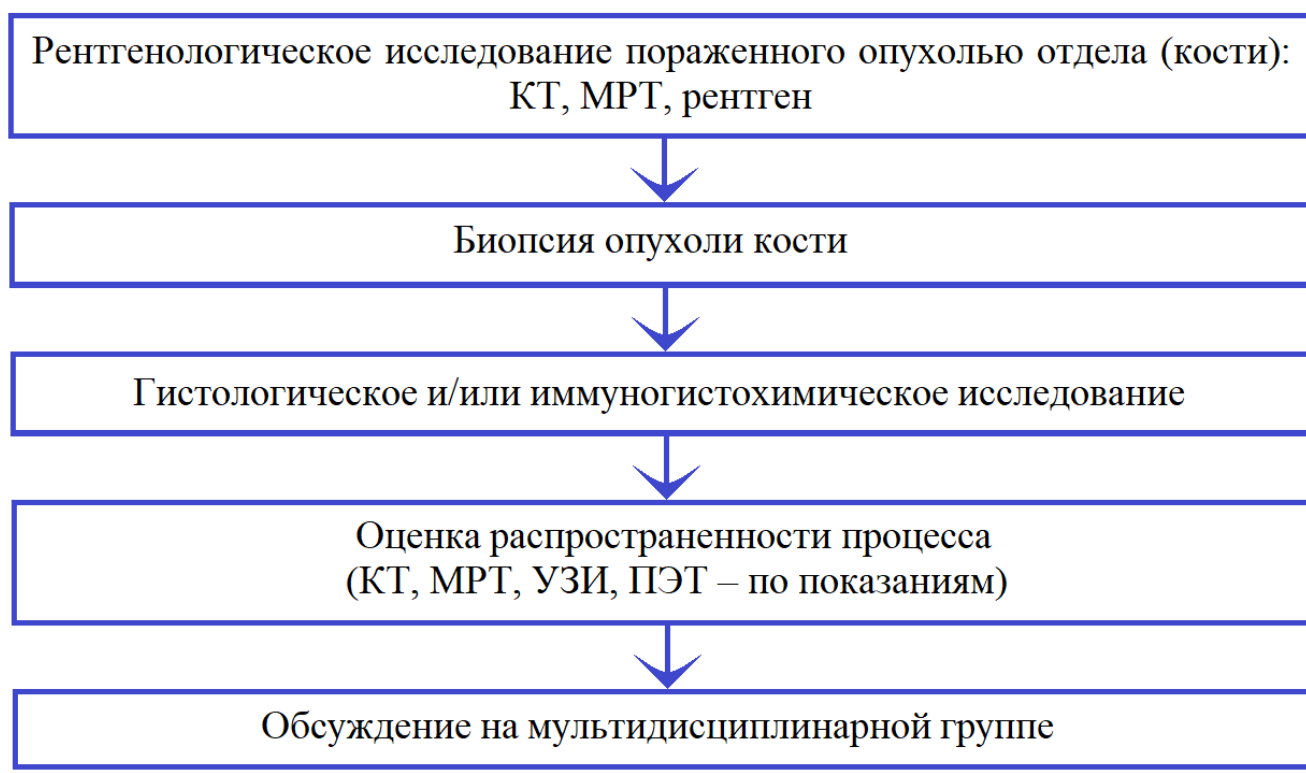 Рентгенологическое исследование пораженного опухолью отдела (кости):
КТ, МРТ, рентген
Биопсия опухоли кости
Гистологическое и/или иммуногистохимическое исследование
Оценка распространенности процесса
(КТ, МРТ, УЗИ, ПЭТ – по показаниям)
Обсуждение на мультидисциплинарной группе